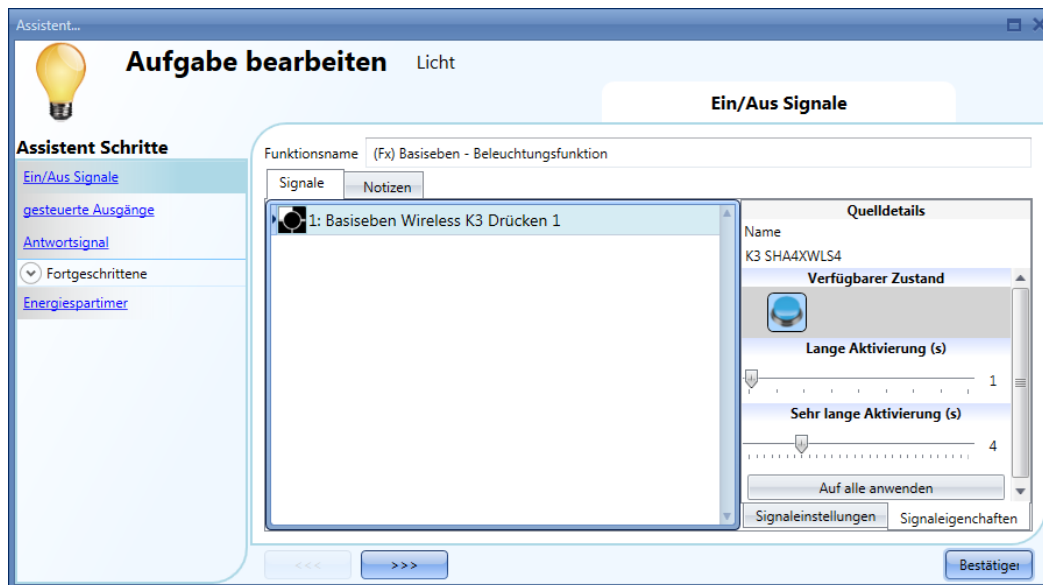 Assistent...
Aufgabe bearbeiten Licht
Ein/Aus Signale
Assistent Schritte
Ein/Aus Signale
gesteuerte Ausgänge
Antwortsignal
Fortgeschrittene
Energiespartimer
Funktionsname (Fx) Basiseben - Beleuchtungsfunktion
Signale Notizen
1: Basiseben Wireless K3 Drücken 1
Quelldetails
Name
K3 SHA4XWLS4
Verfügbarer Zustand
Lange Aktivierung (s)
1
Sehr lange Aktivierung (s)
4
Auf alle anwenden
Signaleinstellungen Signaleigenchaften
<<< >>> Bestätiger